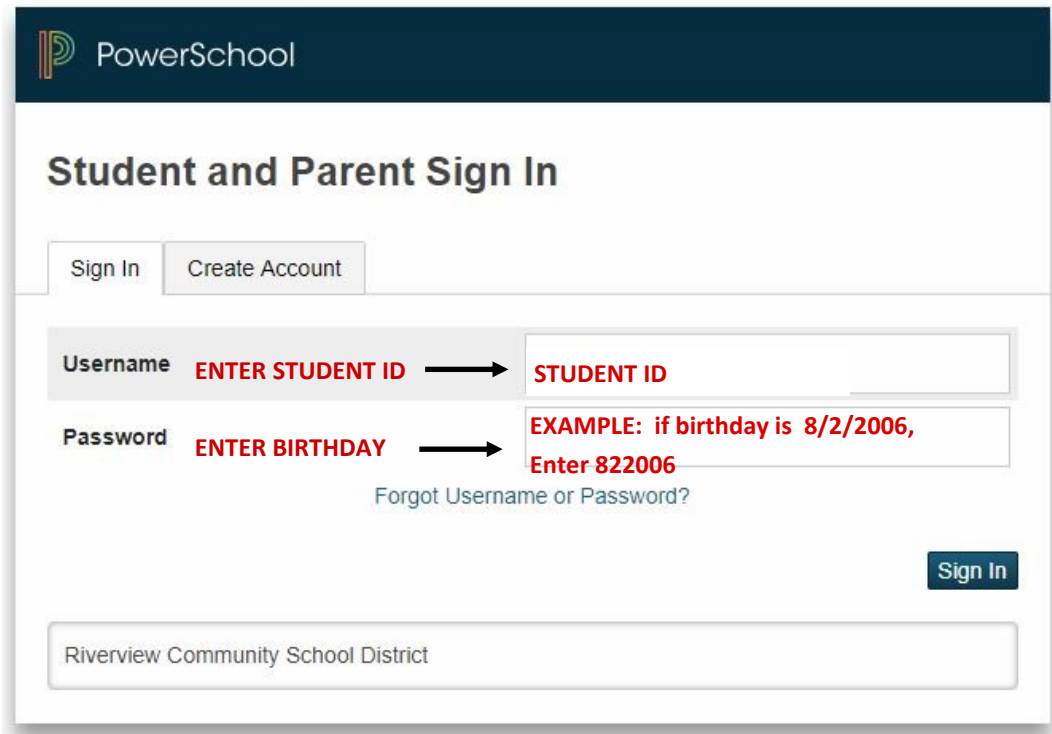 PowerSchool
Student and Parent Sign In
Sign In Create Account
Username ENTER STUDENT ID STUDENT ID
Password ENTER BIRTHDAY EXAMPLE: if birthday is 8/2/2006,
Enter 822006
Forgot Username or Password?
Sign In
Riverview Community School District